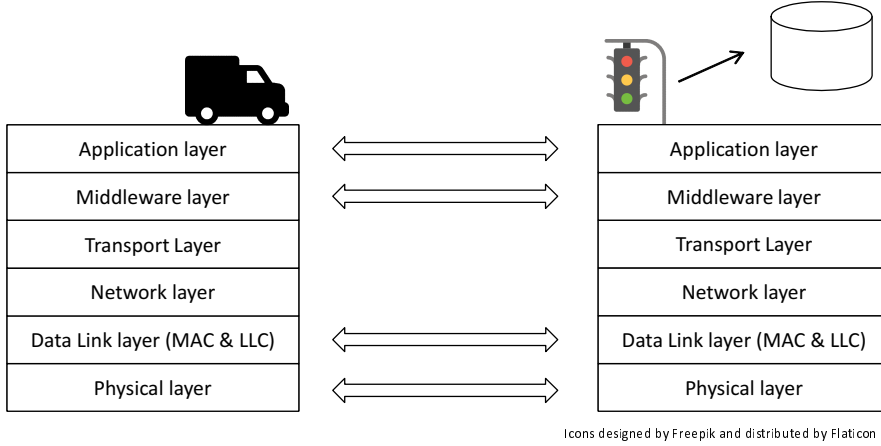 Application layer
Application layer
Middleware layer
Middleware layer
Transport Layer
Transport Layer
Network layer
Network layer
Data Link layer (MAC & LLC)
Data Link layer (MAC & LLC)
Physical layer
Physical layer
Icons designed by Freepik and distributed by Flaticon